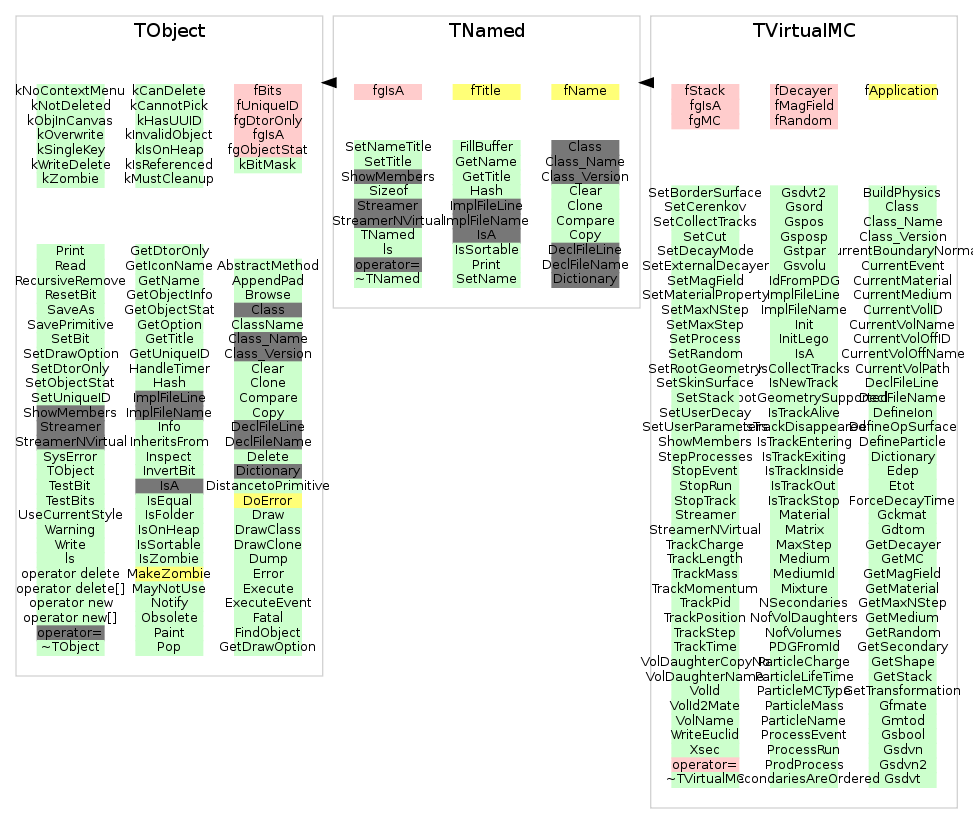 TObject
kNoContextMenu
kNotDeleted
kObjInCanvas
kOverwrite
kSingleKey
kWriteDelete
kZombie
kCanDelete
kCannotPick
kHasUUID
kInvalidObject
kIsOnHeap
kIsReferenced
kMustCleanup
fBits
fUniqueID
fgDtorOnly
fgIsA
fgObjectStat
kBitMask
Print
Read
RecursiveRemove
ResetBit
SaveAs
SavePrimitive
SetBit
SetDrawOption
SetDtorOnly
SetObjectStat
SetUniqueID
ShowMembers
Streamer
StreamerNVirtual
SysError
TObject
TestBit
TestBits
UseCurrentStyle
Warning
Write
ls
operator delete
operator delete[]
operator new
operator new[]
operator=
~TObject
GetDtorOnly
GetIconName
GetName
GetObjectInfo
GetObjectStat
GetOption
GetTitle
GetUniqueID
HandleTimer
Hash
ImplFileLine
ImplFileName
Info
InheritsFrom
Inspect
InvertBit
IsA
IsEqual
IsFolder
IsOnHeap
IsSortable
IsZombie
MakeZombie
MayNotUse
Notify
Obsolete
Paint
Pop
AbstractMethod
AppendPad
Browse
Class
ClassName
Class_Name
Class_Version
Clear
Clone
Compare
Copy
DeclFileLine
DeclFileName
Delete
Dictionary
DistancetoPrimitive
DoError
Draw
DrawClass
DrawClone
Dump
Error
Execute
ExecuteEvent
Fatal
FindObject
GetDrawOption
TNamed
fgIsA
fTitle
fName
SetNameTitle
SetTitle
ShowMembers
Sizeof
Streamer
StreamerNVirtual
TNamed
ls
operator=
~TNamed
FillBuffer
GetName
GetTitle
Hash
ImplFileLine
ImplFileName
IsA
IsSortable
Print
SetName
Class
Class_Name
Class_Version
Clear
Clone
Compare
Copy
DeclFileLine
DeclFileName
Dictionary
TVirtualMC
fStack
fgIsA
fgMC
fDecayer
fMagField
fRandom
fApplication
SetBorderSurface
SetCerenkov
SetCollectTracks
SetCut
SetDecayMode
SetExternalDecayer
SetMagField
SetMaterialProperty
SetMaxNStep
SetMaxStep
SetProcess
SetRandom
SetRootGeometry
SetSkinSurface
SetStack
SetUserDecay
SetUserParameters
ShowMembers
StepProcesses
StopEvent
StopRun
StopTrack
Streamer
StreamerNVirtual
TrackCharge
TrackLength
TrackMass
TrackMomentum
TrackPid
TrackPosition
TrackStep
TrackTime
VolDaughterCopyNo
VolDaughterName
VolId
VolId2Mate
VolName
WriteEuclid
Xsec
operator=
~TVirtualMC
Gsdvt2
Gsord
Gspos
Gsposp
Gstpar
Gsvolu
IdFromPDG
ImplFileLine
ImplFileName
Init
InitLego
IsA
IsCollectTracks
IsNewTrack
ootGeometrySupported
IsTrackAlive
IsTrackDisappeared
IsTrackEntering
IsTrackExiting
IsTrackInside
IsTrackOut
IsTrackStop
Material
Matrix
MaxStep
Medium
MediumId
Mixture
NSecondaries
NofVolDaughters
NofVolumes
PDGFromId
ParticleCharge
ParticleLifeTime
ParticleMCType
ParticleMass
ParticleName
ProcessEvent
ProcessRun
ProdProcess
condariesAreOrdered
BuildPhysics
Class
Class_Name
Class_Version
urrentBoundaryNorma
CurrentEvent
CurrentMaterial
CurrentMedium
CurrentVolID
CurrentVolName
CurrentVolOffID
CurrentVolOffName
CurrentVolPath
DeclFileLine
DeclFileName
DefineIon
DefineOpSurface
DefineParticle
Dictionary
Edep
Etot
ForceDecayTime
Gckmat
Gdtom
GetDecayer
GetMC
GetMagField
GetMaterial
GetMaxNStep
GetMedium
GetRandom
GetSecondary
GetShape
GetStack
GetTransformation
Gfmate
Gmtod
Gsbool
Gsdvn
Gsdvn2
Gsdvt